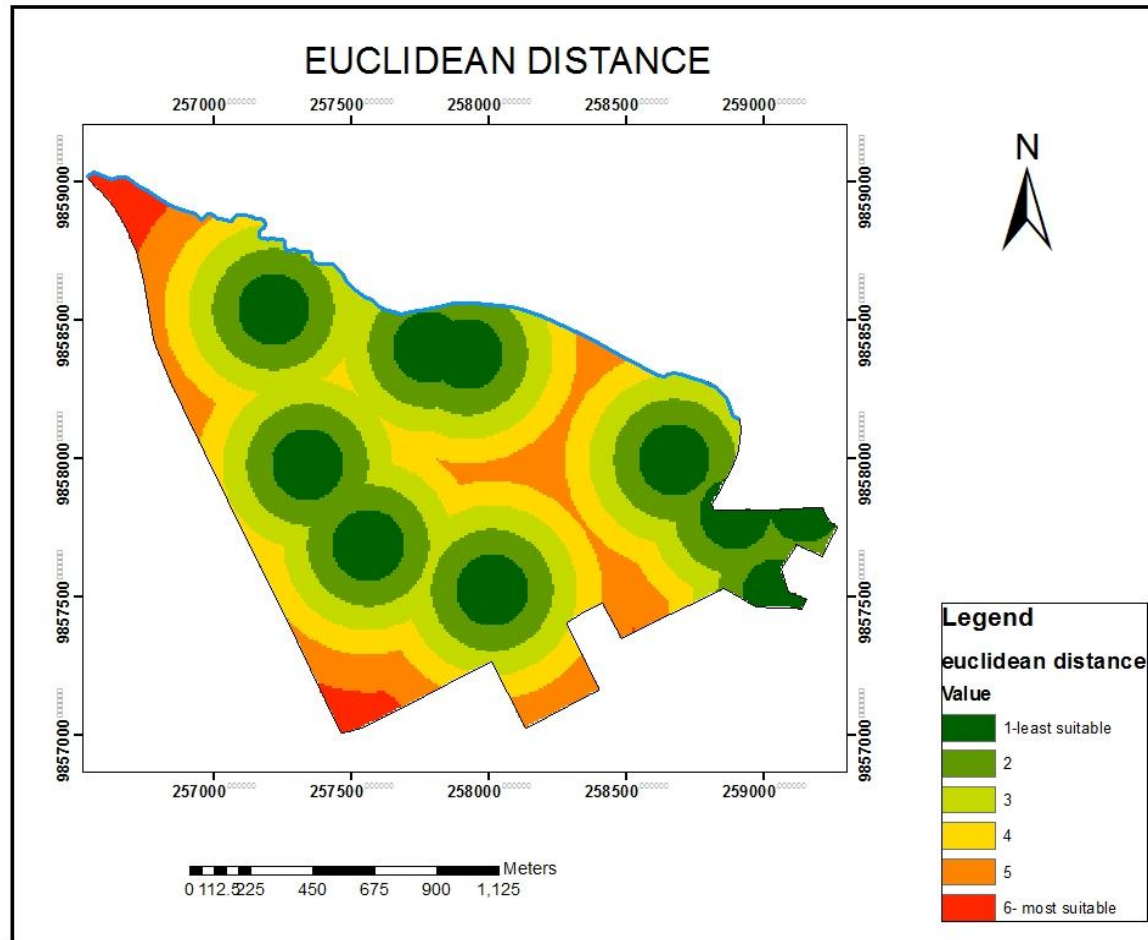 EUCLIDEAN DISTANCE
257000 257500 258000 258500 259000
N
9859000 9859000
9858500 9858500
9858000 9858000
9857500 9857500
9857000 9857000
257000 257500 258000 258500 259000
Meters
0 112.5 225 450 675 900 1,125
Legend
euclidean distance
Value
1-least suitable
2
3
4
5
6- most suitable